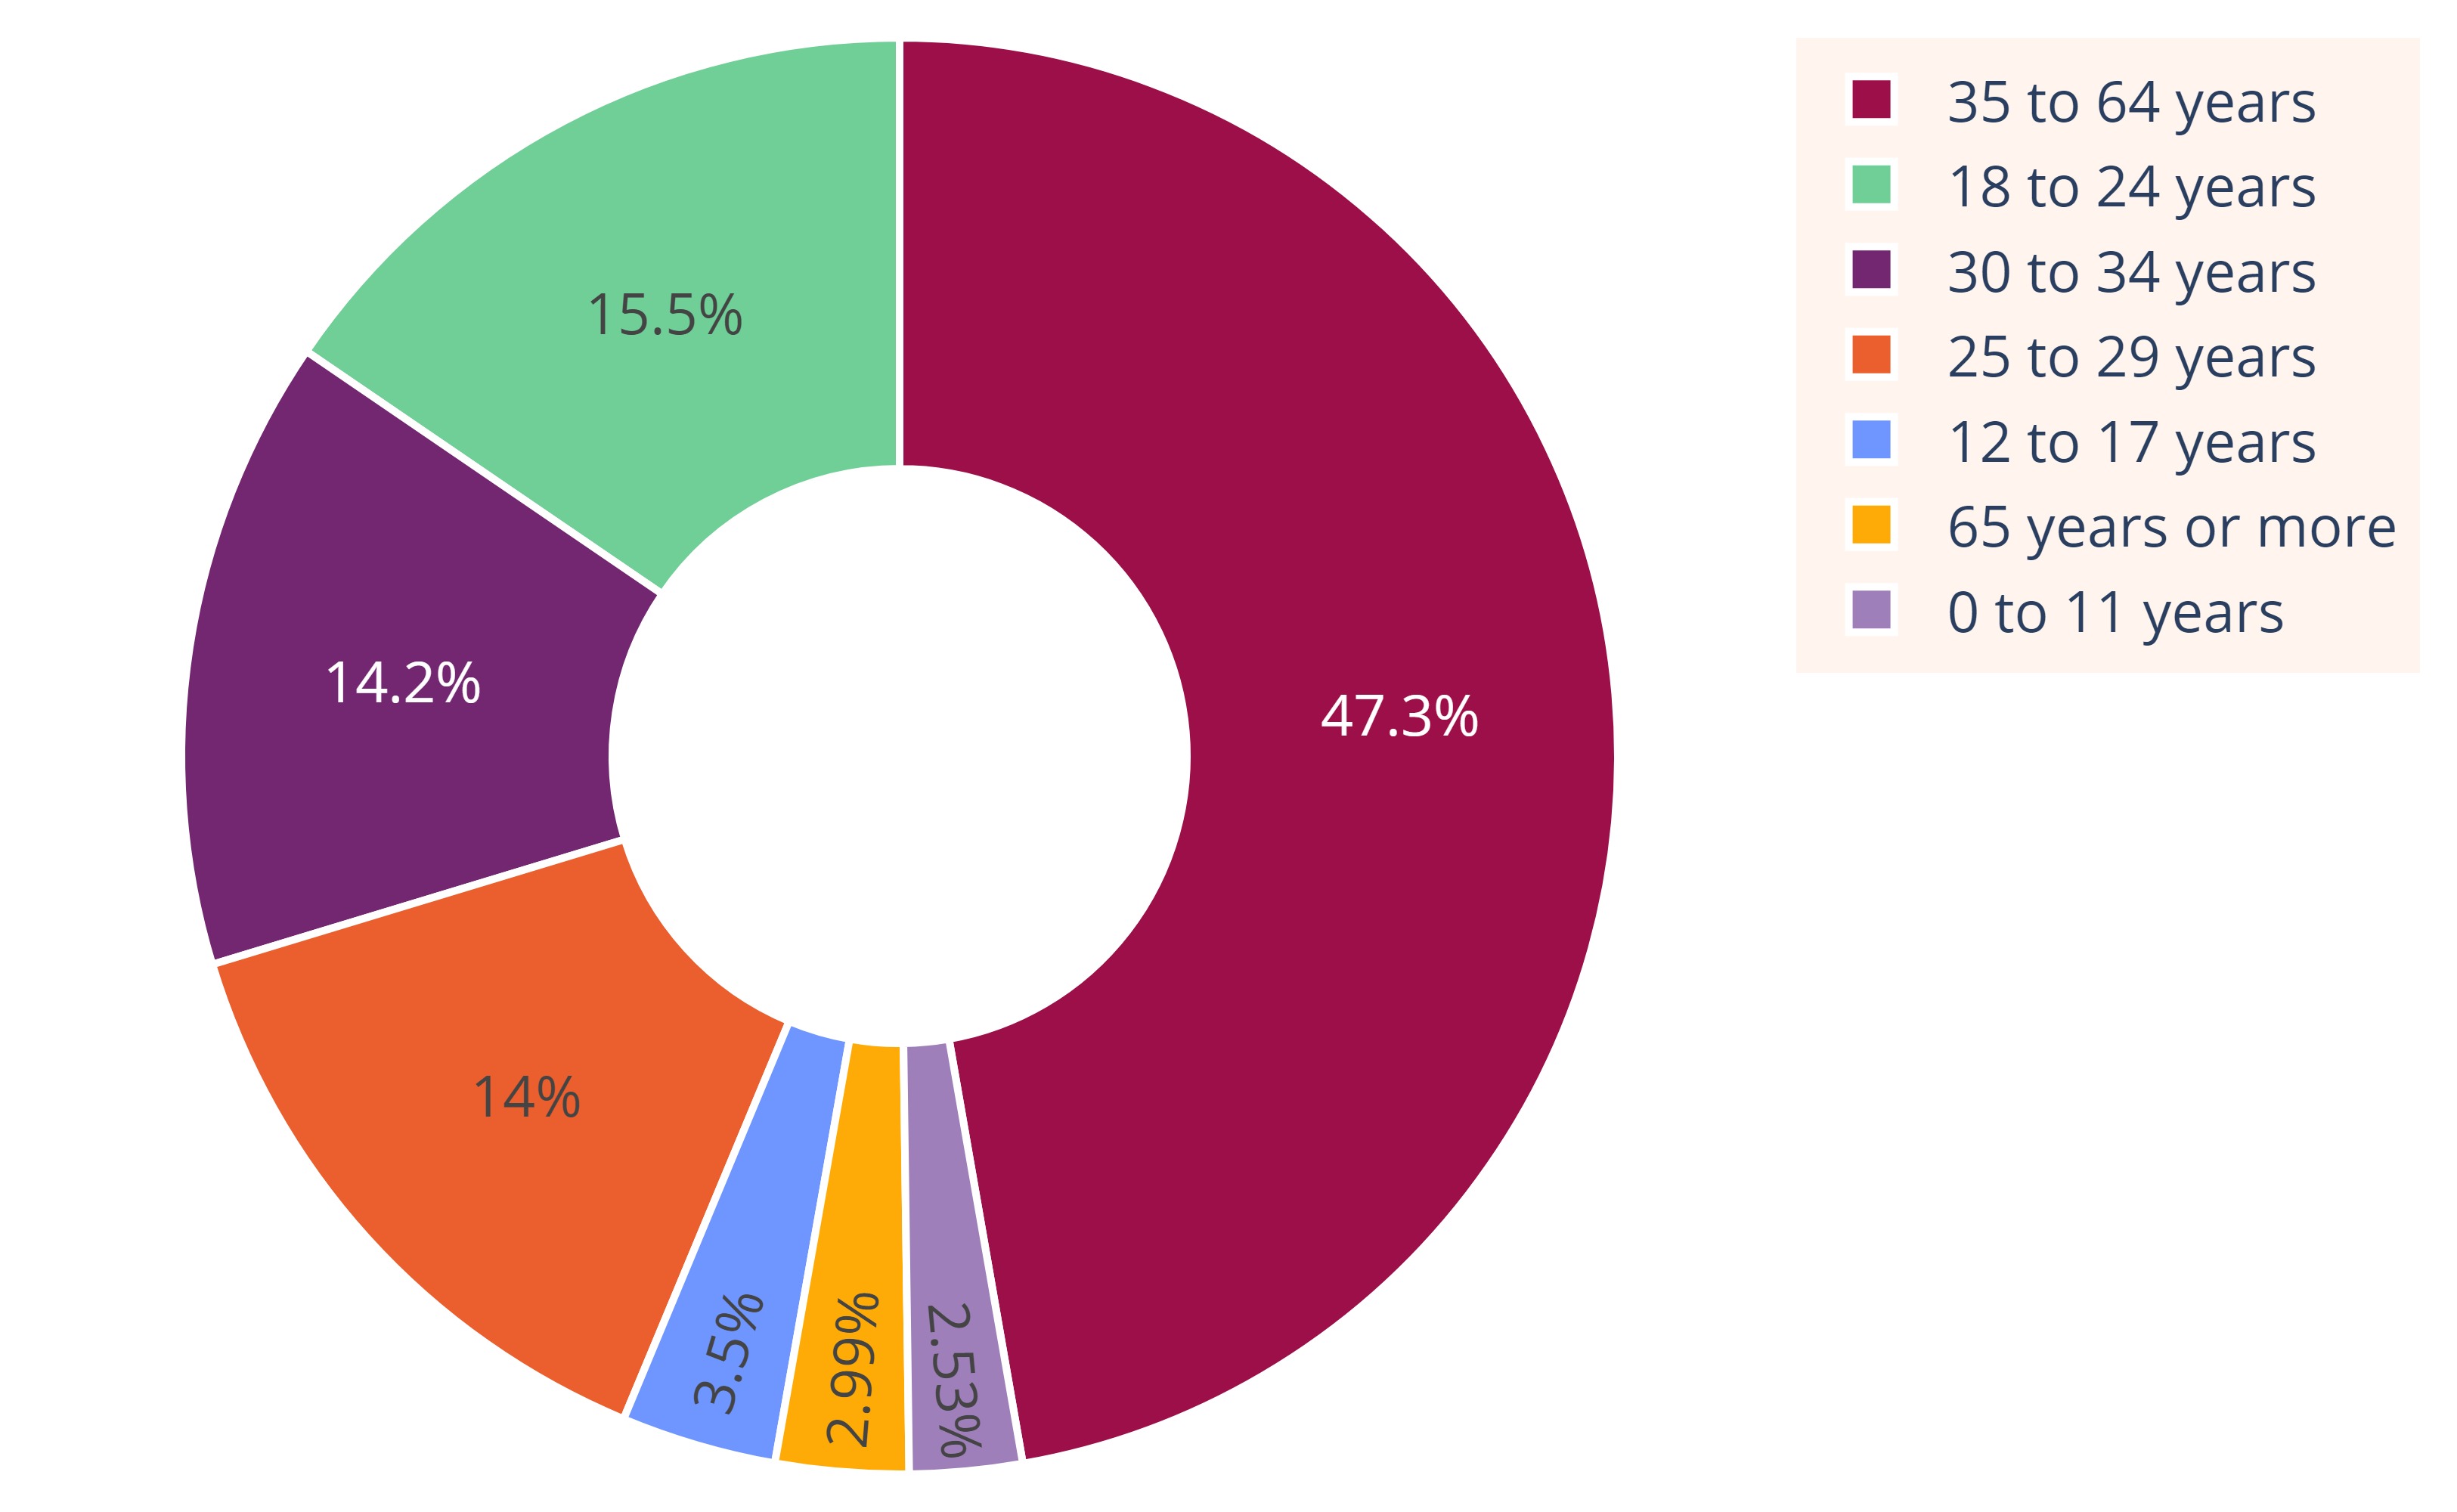 15.5%
14.2%
47.3%
14%
3.5%
2.99%
2.53%
35 to 64 years
18 to 24 years
30 to 34 years
25 to 29 years
12 to 17 years
65 years or more
0 to 11 years